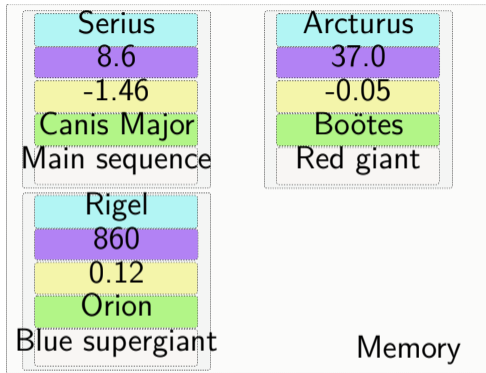 Serius
8.6
-1.46
Canis Major
Main sequence
Arcturus
37.0
-0.05
Boötes
Red giant
Rigel
860
0.12
Orion
Blue supergiant
Memory